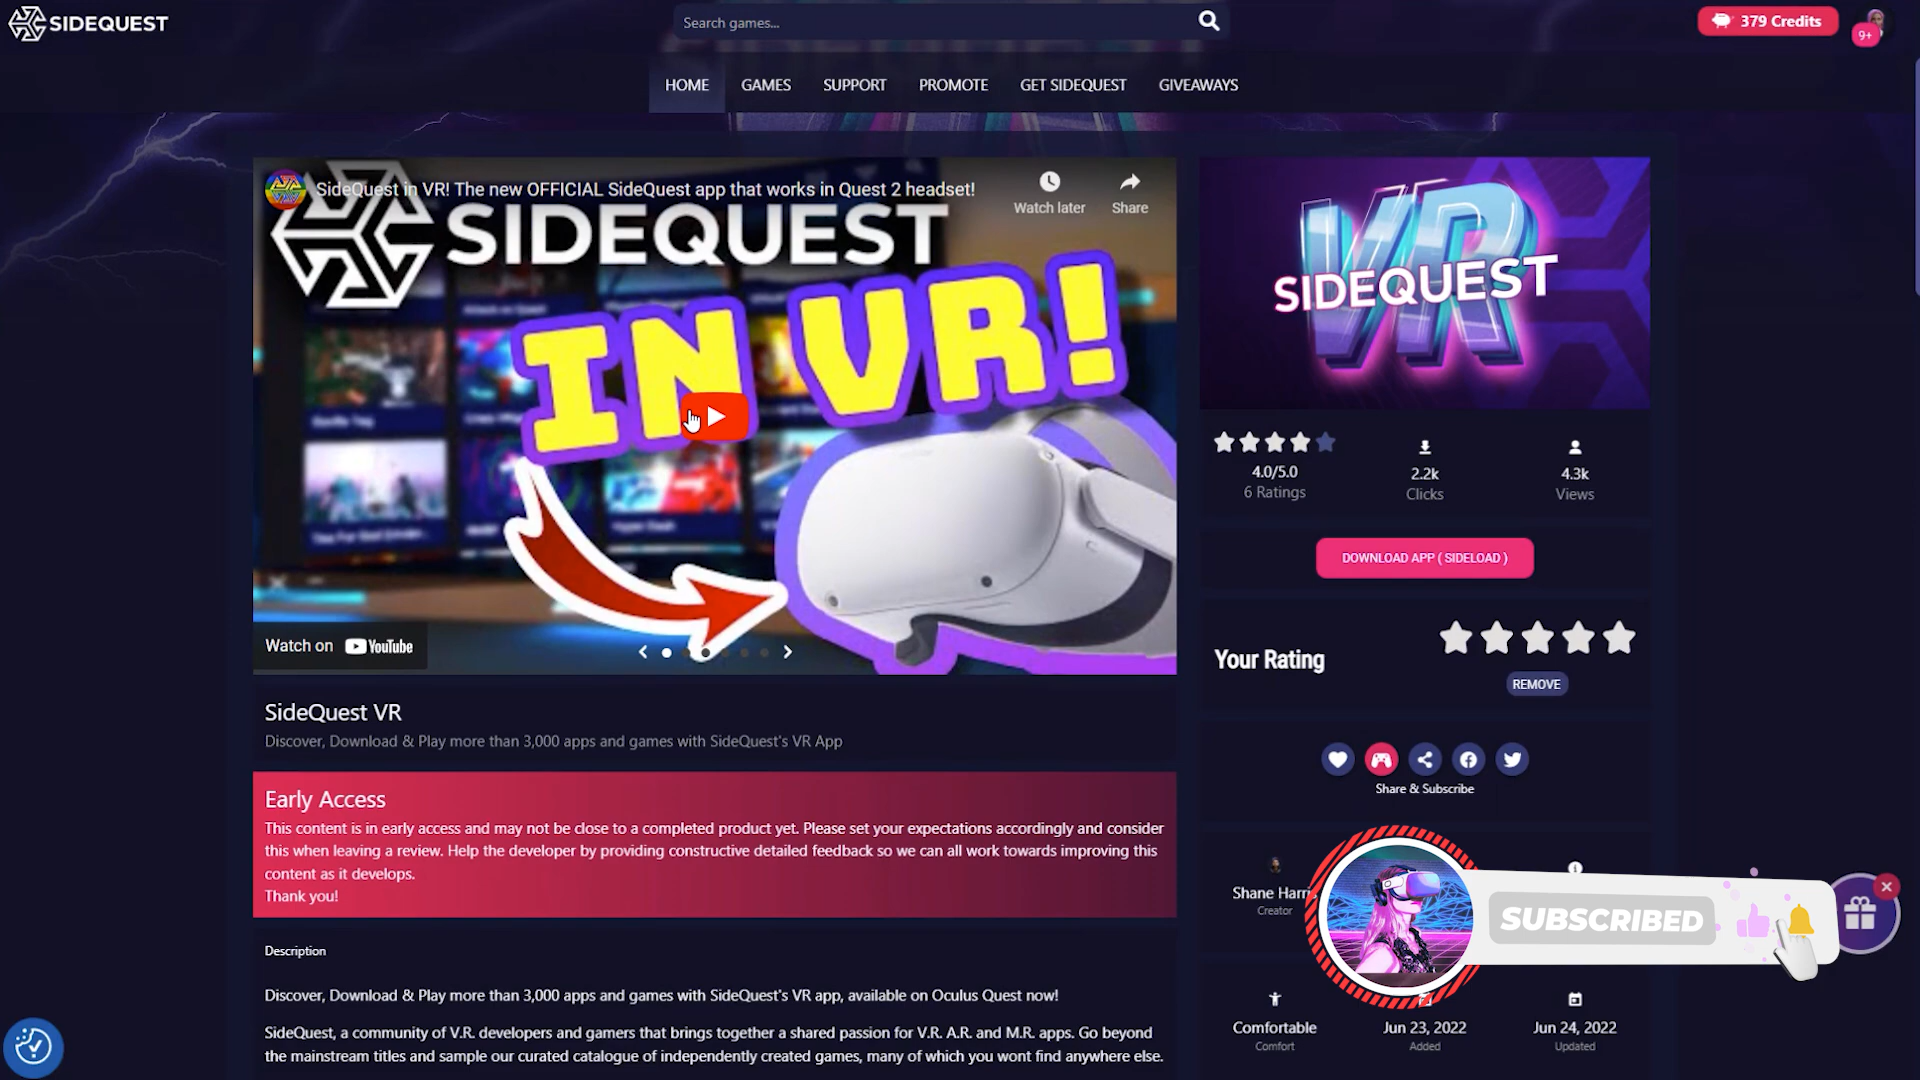 SIDEQUEST
Search games...
379 Credits
9+
HOME
GAMES
SUPPORT
PROMOTE
GET SIDEQUEST
GIVEAWAYS
SideQuest in VR! The new OFFICIAL SideQuest app that works in Quest 2 headset!
Watch later
Share
SIDEQUEST
IN VR!
Watch on YouTube
VR
SIDEQUEST
4.0/5.0
6 Ratings
2.2k
Clicks
4.3k
Views
DOWNLOAD APP ( SIDELOAD )
Your Rating
REMOVE
Share & Subscribe
SideQuest VR
Discover, Download & Play more than 3,000 apps and games with SideQuest's VR App
Early Access
This content is in early access and may not be close to a completed product yet. Please set your expectations accordingly and consider
this when leaving a review. Help the developer by providing constructive detailed feedback so we can all work towards improving this
content as it develops.
Thank you!
Description
Discover, Download & Play more than 3,000 apps and games with SideQuest's VR app, available on Oculus Quest now!
SideQuest, a community of V.R. developers and gamers that brings together a shared passion for V.R. A.R. and M.R. apps. Go beyond
the mainstream titles and sample our curated catalogue of independently created games, many of which you wont find anywhere else.
Shane Harris
Creator
SUBSCRIBED
Comfortable
Comfort
Jun 23, 2022
Added
Jun 24, 2022
Updated